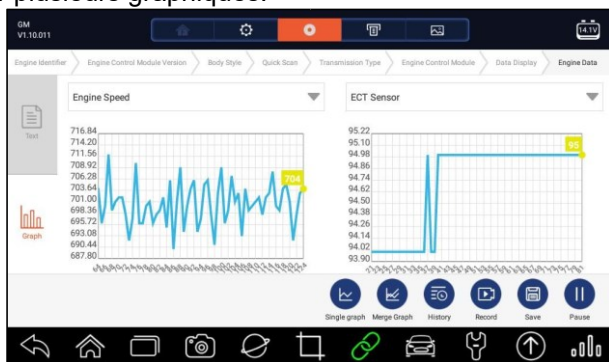 plusieurs graphiques.
GM
V1.10.011
14.1V
Engine Identifier
Engine Control Module Version
Body Style
Quick Scan
Transmission Type
Engine Control Module
Data Display
Engine Data
Text
Graph
Engine Speed
716.84
714.20
711.56
708.92
706.28
703.64
701.00
698.36
695.72
693.08
690.44
687.80
704
ECT Sensor
95.22
95.10
94.98
94.86
94.74
94.62
94.50
94.38
94.26
94.14
94.02
93.90
95
Single graph
Merge Graph
History
Record
Save
Pause